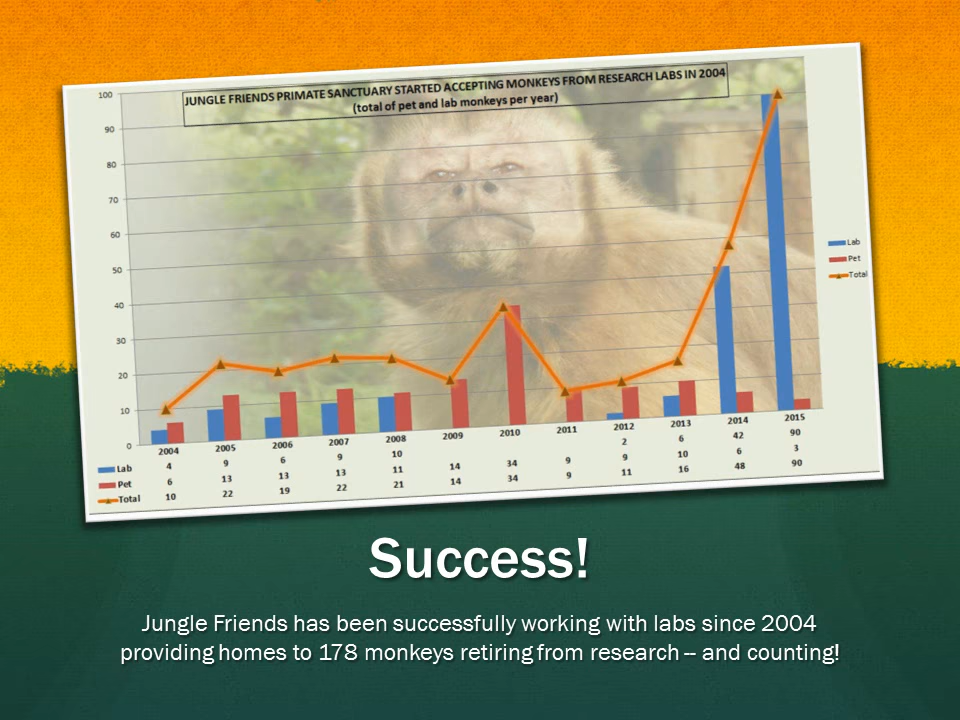 JUNGLE FRIENDS PRIMATE SANCTUARY STARTED ACCEPTING MONKEYS FROM RESEARCH LABS IN 2004
(total of pet and lab monkeys per year)
100
90
80
70
60
50
40
30
20
10
0
Lab
Pet
Total
2004 2005 2006 2007 2008 2009 2010 2011 2012 2013 2014 2015
Lab 4 9 6 9 10 2 6 42 90
Pet 6 13 13 13 11 14 34 9 9 10 6 3
Total 10 22 19 22 21 14 34 9 11 16 48 90
Success!
Jungle Friends has been successfully working with labs since 2004
providing homes to 178 monkeys retiring from research -- and counting!